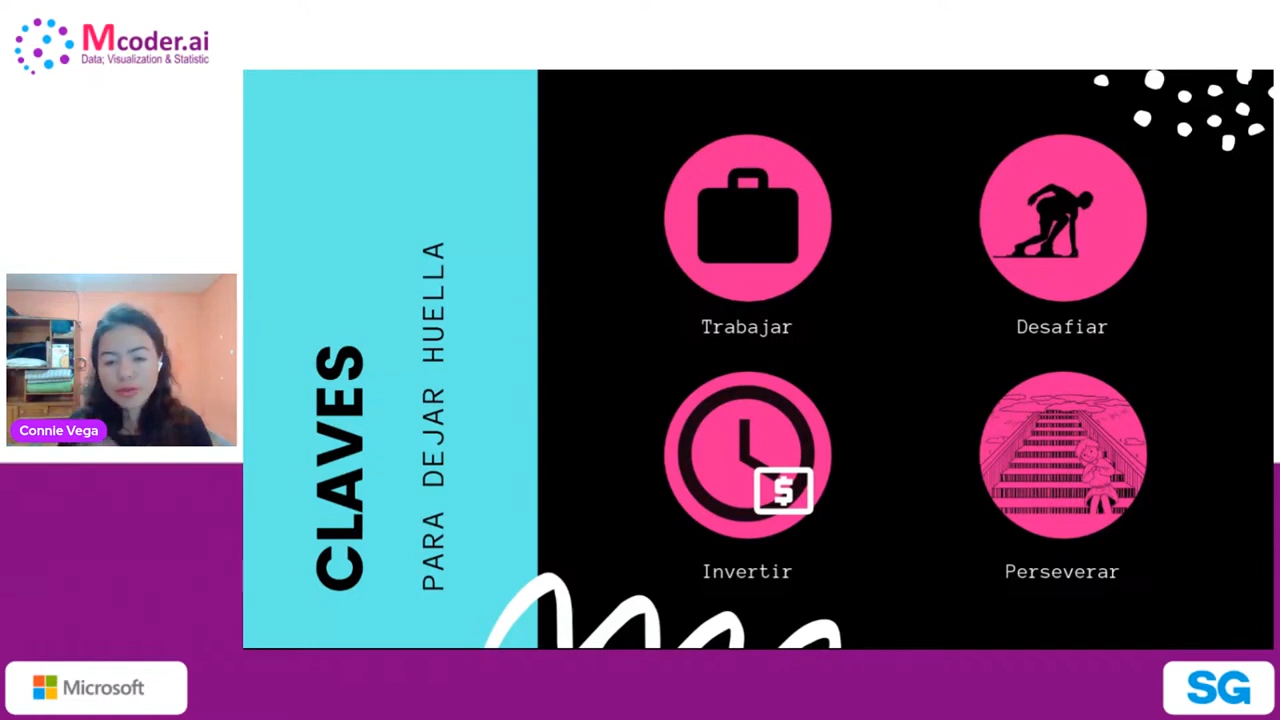 Mcoder.ai
Data; Visualization & Statistic
CLAVES
PARA DEJAR HUELLA
Trabajar
Desafiar
$
Invertir
Perseverar
Connie Vega
Microsoft
SG